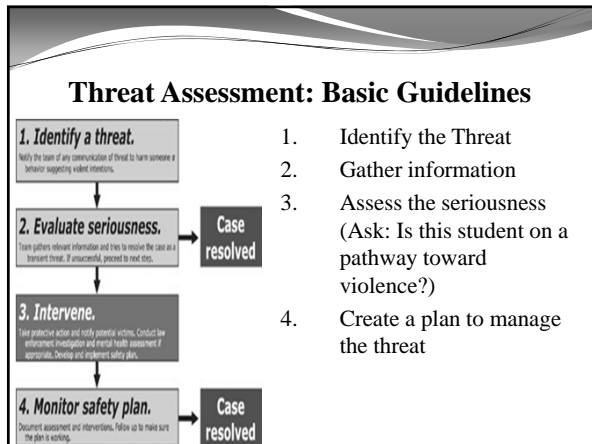 Threat Assessment: Basic Guidelines
1. Identify a threat.
Notify the team of any communication of threat to harm someone or
behavior suggesting violent intentions.
2. Evaluate seriousness.
Team gathers relevant information and tries to resolve the case as a
transient threat. If unsuccessful, proceed to next step.
Case
resolved
3. Intervene.
Take protective action and notify potential victims. Conduct law
enforcement investigation and mental health assessment if
appropriate. Develop and implement safety plan.
4. Monitor safety plan.
Document assessment and interventions. Follow up to make sure
the plan is working.
Case
resolved
1. Identify the Threat
2. Gather information
3. Assess the seriousness
(Ask: Is this student on a
pathway toward
violence?)
4. Create a plan to manage
the threat